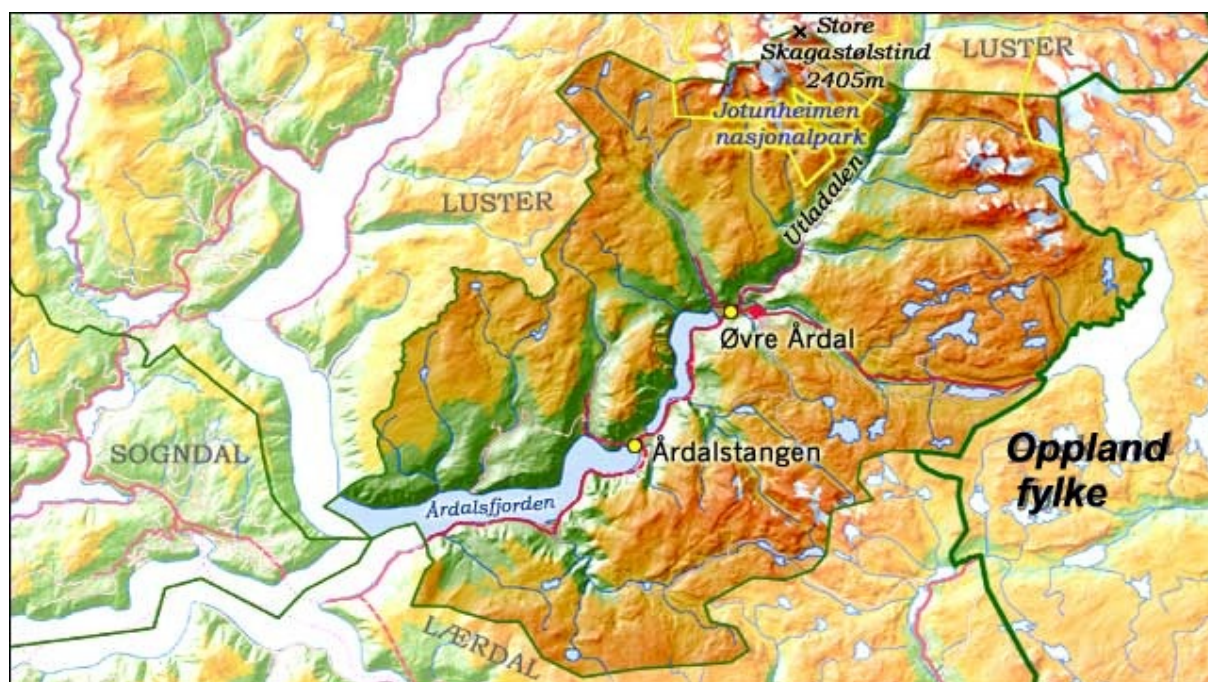 Store
Skagastølstind
2405m
LUSTER
Jotunheimen
nasjonalpark
LUSTER
Utladalen
Øvre Årdal
SOGNDAL
Årdalstangen
Oppland
fylke
Årdalsfjorden
LÆRDAL